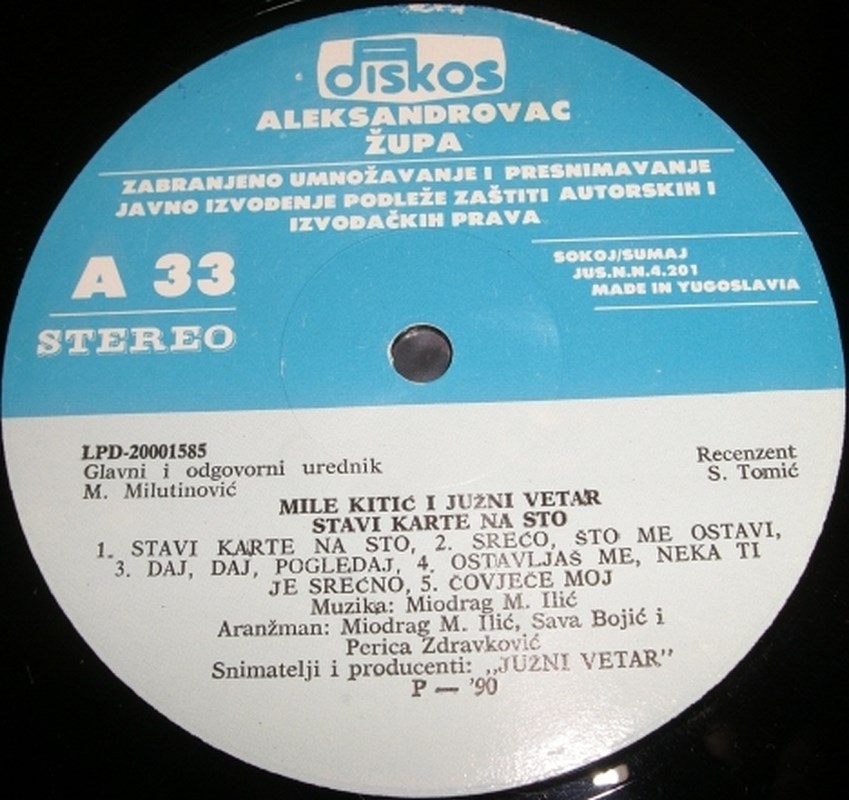 diskos
ALEKSANDROVAC
ŽUPA
ZABRANJENO UMNOŽAVANJE I PRESNIMAVANJE
JAVNO IZVOĐENJE PODLEŽE ZAŠTITI AUTORSKIH I
IZVOĐAČKIH PRAVA
A 33
STEREO
SOKOJ/SUMAJ
JUS.N.N.4.201
MADE IN YUGOSLAVIA
LPD-20001585
Glavni i odgovorni urednik
M. Milutinović
Recenzent
S. Tomić
MILE KITIĆ I JUŽNI VETAR
STAVI KARTE NA STO
1. STAVI KARTE NA STO, 2. SREĆO, ŠTO ME OSTAVI,
3. DAJ, DAJ, POGLEDAJ, 4. OSTAVLJAŠ ME, NEKA TI
JE SREĆNO, 5. ČOVJEČE MOJ
Muzika: Miodrag M. Ilić
Aranžman: Miodrag M. Ilić, Sava Bojić i
Perica Zdravković
Snimatelji i producenti: „JUŽNI VETAR"
P — '90